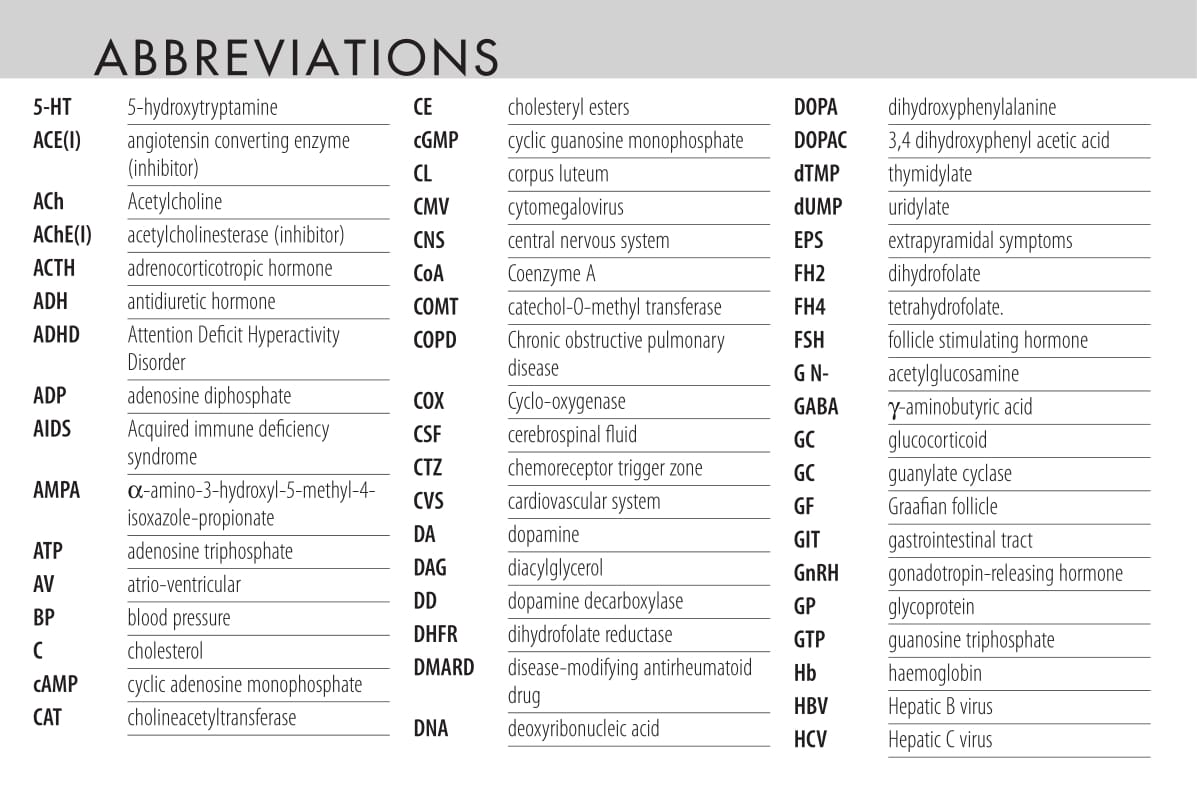 ABBREVIATIONS
5-HT 5-hydroxytryptamine
ACE(I) angiotensin converting enzyme
(inhibitor)
ACh Acetylcholine
AChE(I) acetylcholinesterase (inhibitor)
ACTH adrenocorticotropic hormone
ADH antidiuretic hormone
ADHD Attention Deficit Hyperactivity
Disorder
ADP adenosine diphosphate
AIDS Acquired immune deficiency
syndrome
AMPA α-amino-3-hydroxyl-5-methyl-4-
isoxazole-propionate
ATP adenosine triphosphate
AV atrio-ventricular
BP blood pressure
C cholesterol
cAMP cyclic adenosine monophosphate
CAT cholineacetyltransferase
CE cholesteryl esters
cGMP cyclic guanosine monophosphate
CL corpus luteum
CMV cytomegalovirus
CNS central nervous system
CoA Coenzyme A
COMT catechol-O-methyl transferase
COPD Chronic obstructive pulmonary
disease
COX Cyclo-oxygenase
CSF cerebrospinal fluid
CTZ chemoreceptor trigger zone
CVS cardiovascular system
DA dopamine
DAG diacylglycerol
DD dopamine decarboxylase
DHFR dihydrofolate reductase
DMARD disease-modifying antirheumatoid
drug
DNA deoxyribonucleic acid
DOPA dihydroxyphenylalanine
DOPAC 3,4 dihydroxyphenyl acetic acid
dTMP thymidylate
dUMP uridylate
EPS extrapyramidal symptoms
FH2 dihydrofolate
FH4 tetrahydrofolate.
FSH follicle stimulating hormone
G N- acetylglucosamine
GABA γ-aminobutyric acid
GC glucocorticoid
GC guanylate cyclase
GF Graafian follicle
GIT gastrointestinal tract
GnRH gonadotropin-releasing hormone
GP glycoprotein
GTP guanosine triphosphate
Hb haemoglobin
HBV Hepatic B virus
HCV Hepatic C virus